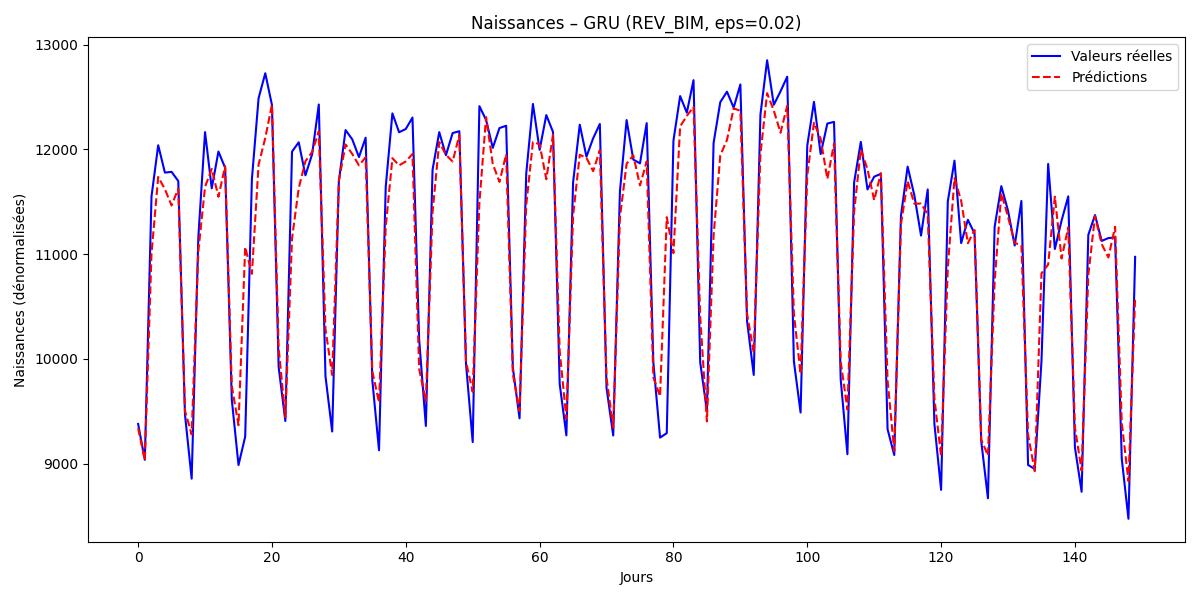 Naissances – GRU (REV_BIM, eps=0.02)
13000
12000
11000
10000
9000
Naissances (dénormalisées)
Valeurs réelles
Prédictions
0 20 40 60 80 100 120 140
Jours